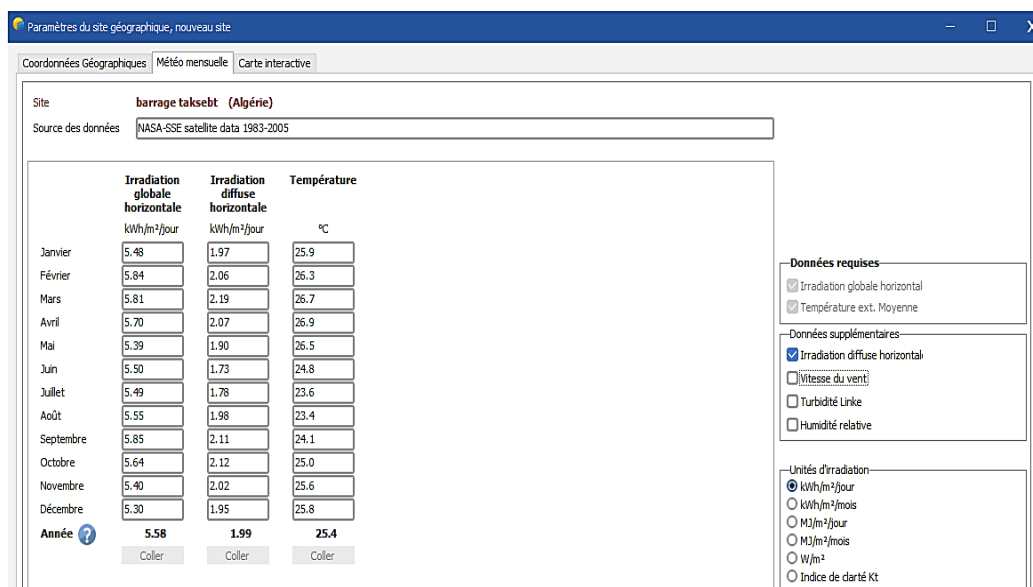 Paramètres du site géographique, nouveau site
Coordonnées Géographiques Météo mensuelle Carte interactive
Site barrage taksebt (Algérie)
Source des données NASA-SSE satellite data 1983-2005
Irradiation globale horizontale Irradiation diffuse horizontale Température
kWh/m²/jour kWh/m²/jour °C
Janvier 5.48 1.97 25.9
Février 5.84 2.06 26.3
Mars 5.81 2.19 26.7
Avril 5.70 2.07 26.9
Mai 5.39 1.90 26.5
Juin 5.50 1.73 24.8
Juillet 5.49 1.78 23.6
Août 5.55 1.98 23.4
Septembre 5.85 2.11 24.1
Octobre 5.64 2.12 25.0
Novembre 5.40 2.02 25.6
Décembre 5.30 1.95 25.8
Année ? 5.58 1.99 25.4
Coller Coller Coller
Données requises
Irradiation globale horizontal
Température ext. Moyenne
Données supplémentaires
Irradiation diffuse horizontale
Vitesse du vent
Turbidité Linke
Humidité relative
Unités d'irradiation
kWh/m²/jour
kWh/m²/mois
MJ/m²/jour
MJ/m²/mois
W/m²
Indice de clarté Kt